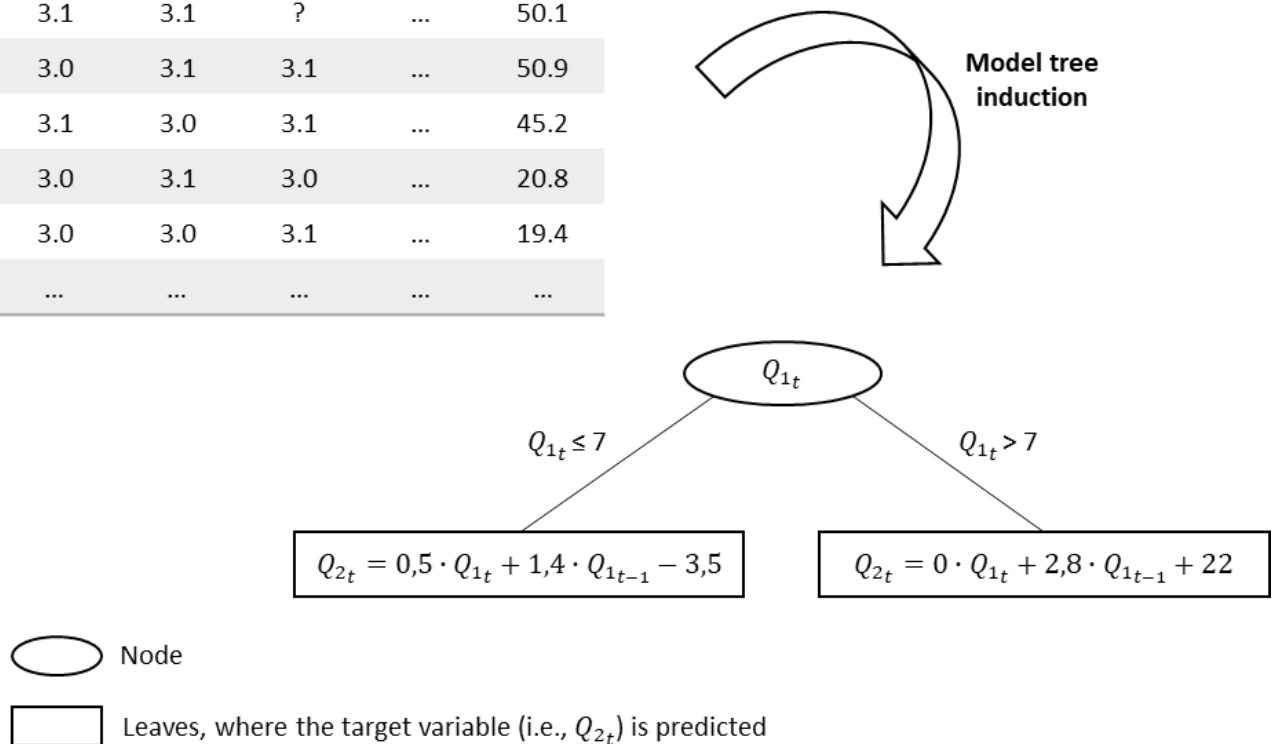 3.1 3.1 ? ... 50.1
3.0 3.1 3.1 ... 50.9
3.1 3.0 3.1 ... 45.2
3.0 3.1 3.0 ... 20.8
3.0 3.0 3.1 ... 19.4
... ... ... ... ...
Model tree
induction
Q₁ₜ
Q₁ₜ ≤ 7 Q₁ₜ > 7
Q₂ₜ = 0,5 · Q₁ₜ + 1,4 · Q₁ₜ₋₁ − 3,5 Q₂ₜ = 0 · Q₁ₜ + 2,8 · Q₁ₜ₋₁ + 22
Node
Leaves, where the target variable (i.e., Q₂ₜ) is predicted